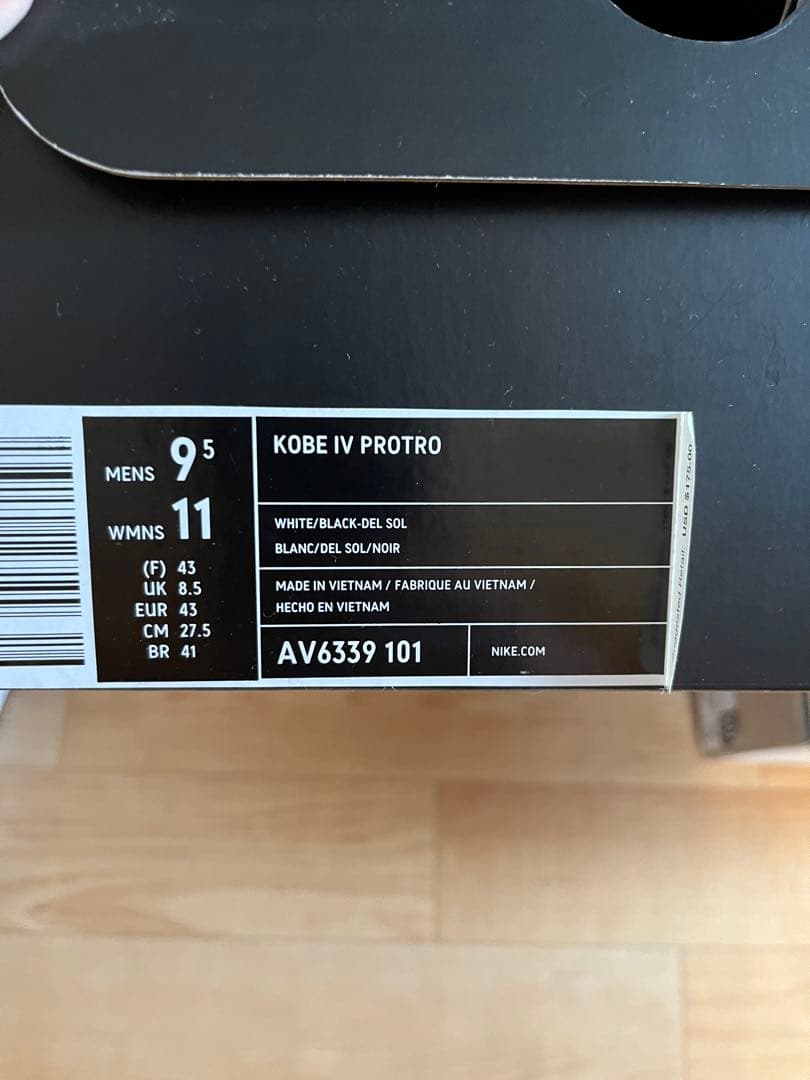 MENS 9 5
WMNS 11
(F) 43
UK 8.5
EUR 43
CM 27.5
BR 41
KOBE IV PROTRO
WHITE/BLACK-DEL SOL
BLANC/DEL SOL/NOIR
MADE IN VIETNAM / FABRIQUE AU VIETNAM /
HECHO EN VIETNAM
AV6339 101
NIKE.COM
Retail: USD $175.00